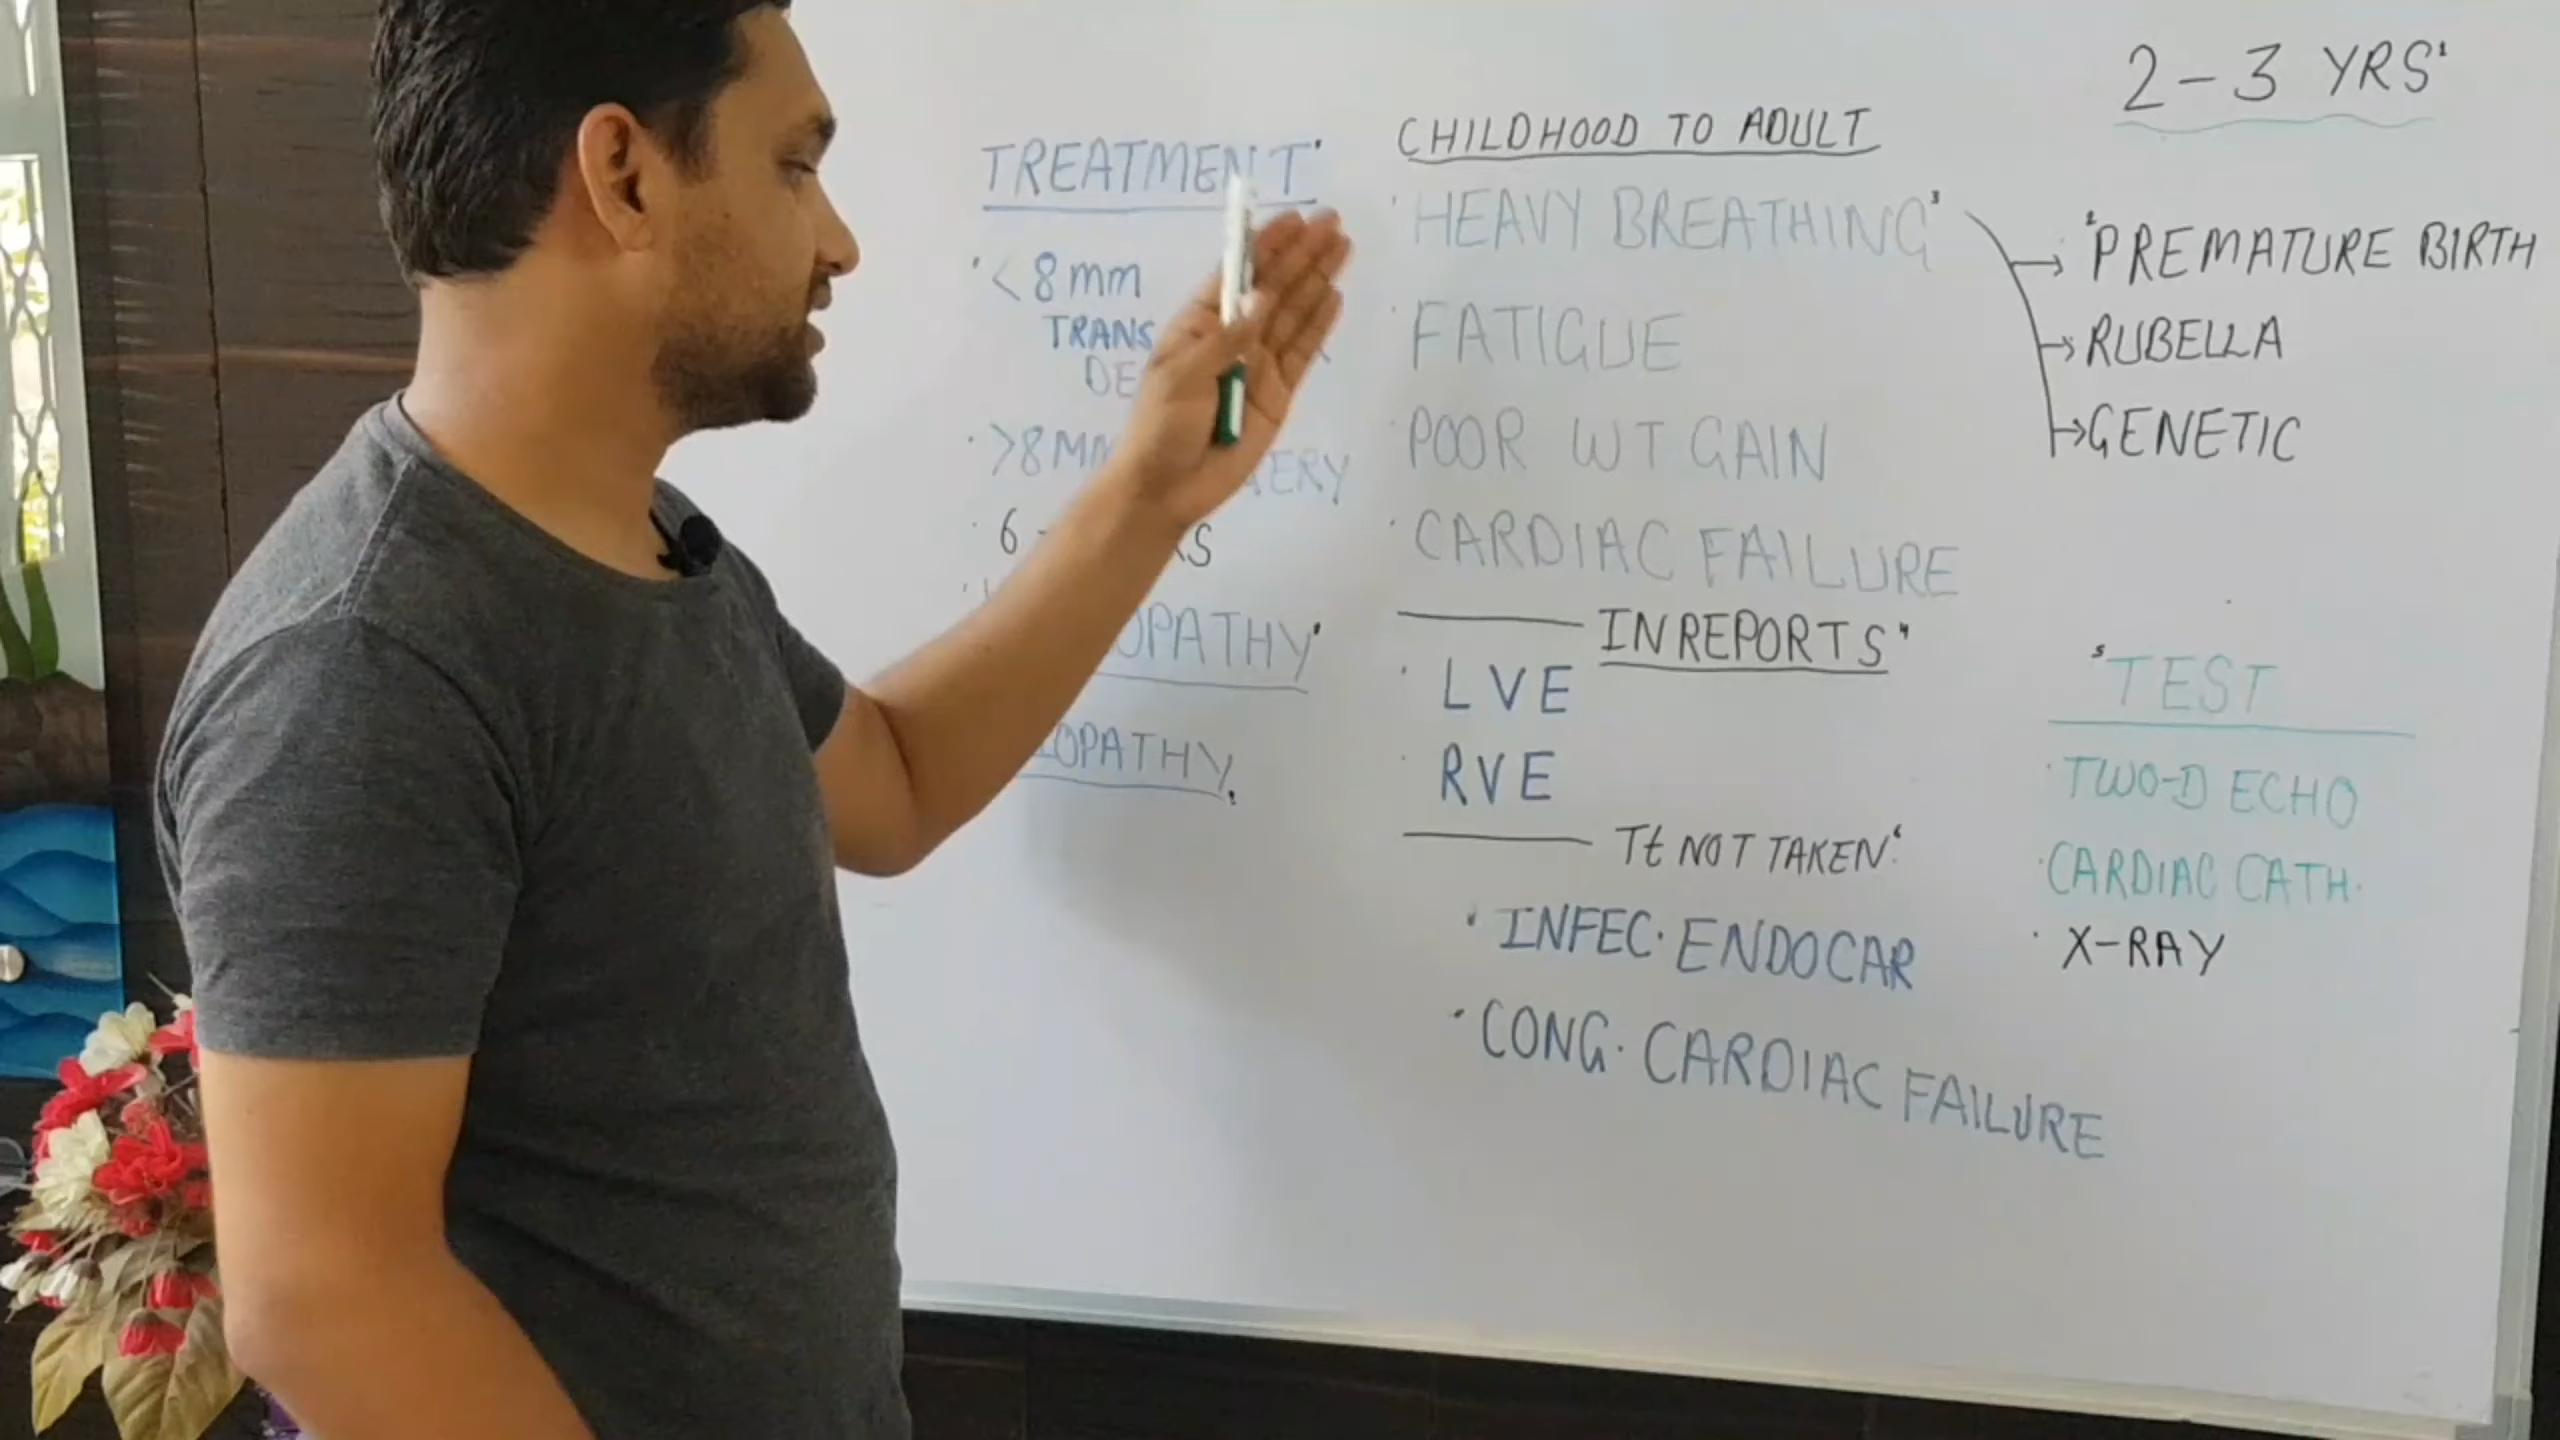 TREATMENT
<8mm
TRANS
>8MM
6
CHILDHOOD TO ADULT
HEAVY BREATHING
FATIGUE
POOR WT GAIN
CARDIAC FAILURE
IN REPORTS
LVE
RVE
Tt NOT TAKEN
INFEC. ENDOCAR
CONG. CARDIAC FAILURE
2-3 YRS
PREMATURE BIRTH
RUBELLA
GENETIC
TEST
TWO-D ECHO
CARDIAC CATH.
X-RAY